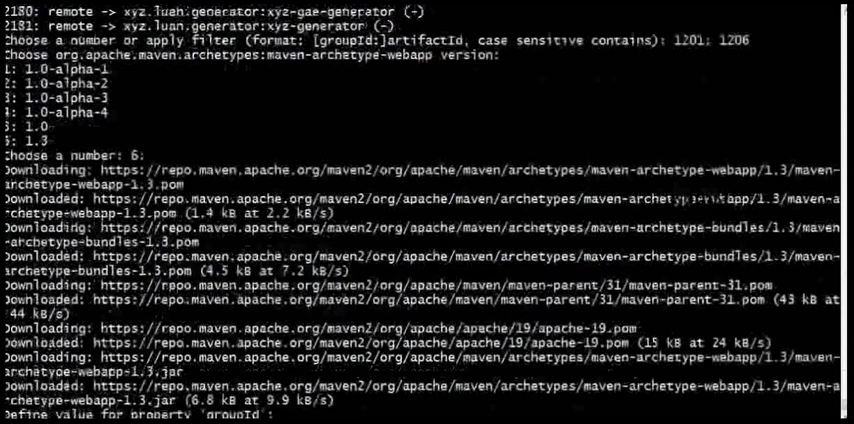 2180: remote -> xyz.luan.generator:xyz-gae-generator (-)
2181: remote -> xyz.luan.generator:xyz-generator (-)
Choose a number or apply filter (format: [groupId:]artifactId, case sensitive contains): 1201: 1206
Choose org.apache.maven.archetypes:maven-archetype-webapp version:
1: 1.0-alpha-1
2: 1.0-alpha-2
3: 1.0-alpha-3
4: 1.0-alpha-4
5: 1.0
6: 1.3
Choose a number: 6:
Downloading: https://repo.maven.apache.org/maven2/org/apache/maven/archetypes/maven-archetype-webapp/1.3/maven-
archetype-webapp-1.3.pom
Downloaded: https://repo.maven.apache.org/maven2/org/apache/maven/archetypes/maven-archetype-webapp/1.3/maven-a
rchetype-webapp-1.3.pom (1.4 kB at 2.2 kB/s)
Downloading: https://repo.maven.apache.org/maven2/org/apache/maven/archetypes/maven-archetype-bundles/1.3/maven
-archetype-bundles-1.3.pom
Downloaded: https://repo.maven.apache.org/maven2/org/apache/maven/archetypes/maven-archetype-bundles/1.3/maven-
archetype-bundles-1.3.pom (4.5 kB at 7.2 kB/s)
Downloading: https://repo.maven.apache.org/maven2/org/apache/maven/maven-parent/31/maven-parent-31.pom
Downloaded: https://repo.maven.apache.org/maven2/org/apache/maven/maven-parent/31/maven-parent-31.pom (43 kB at
44 kB/s)
Downloading: https://repo.maven.apache.org/maven2/org/apache/apache/19/apache-19.pom
Downloaded: https://repo.maven.apache.org/maven2/org/apache/apache/19/apache-19.pom (15 kB at 24 kB/s)
Downloading: https://repo.maven.apache.org/maven2/org/apache/maven/archetypes/maven-archetype-webapp/1.3/maven-
archetype-webapp-1.3.jar
Downloaded: https://repo.maven.apache.org/maven2/org/apache/maven/archetypes/maven-archetype-webapp/1.3/maven-a
rchetype-webapp-1.3.jar (6.8 kB at 9.9 kB/s)
Define value for property 'groupId':